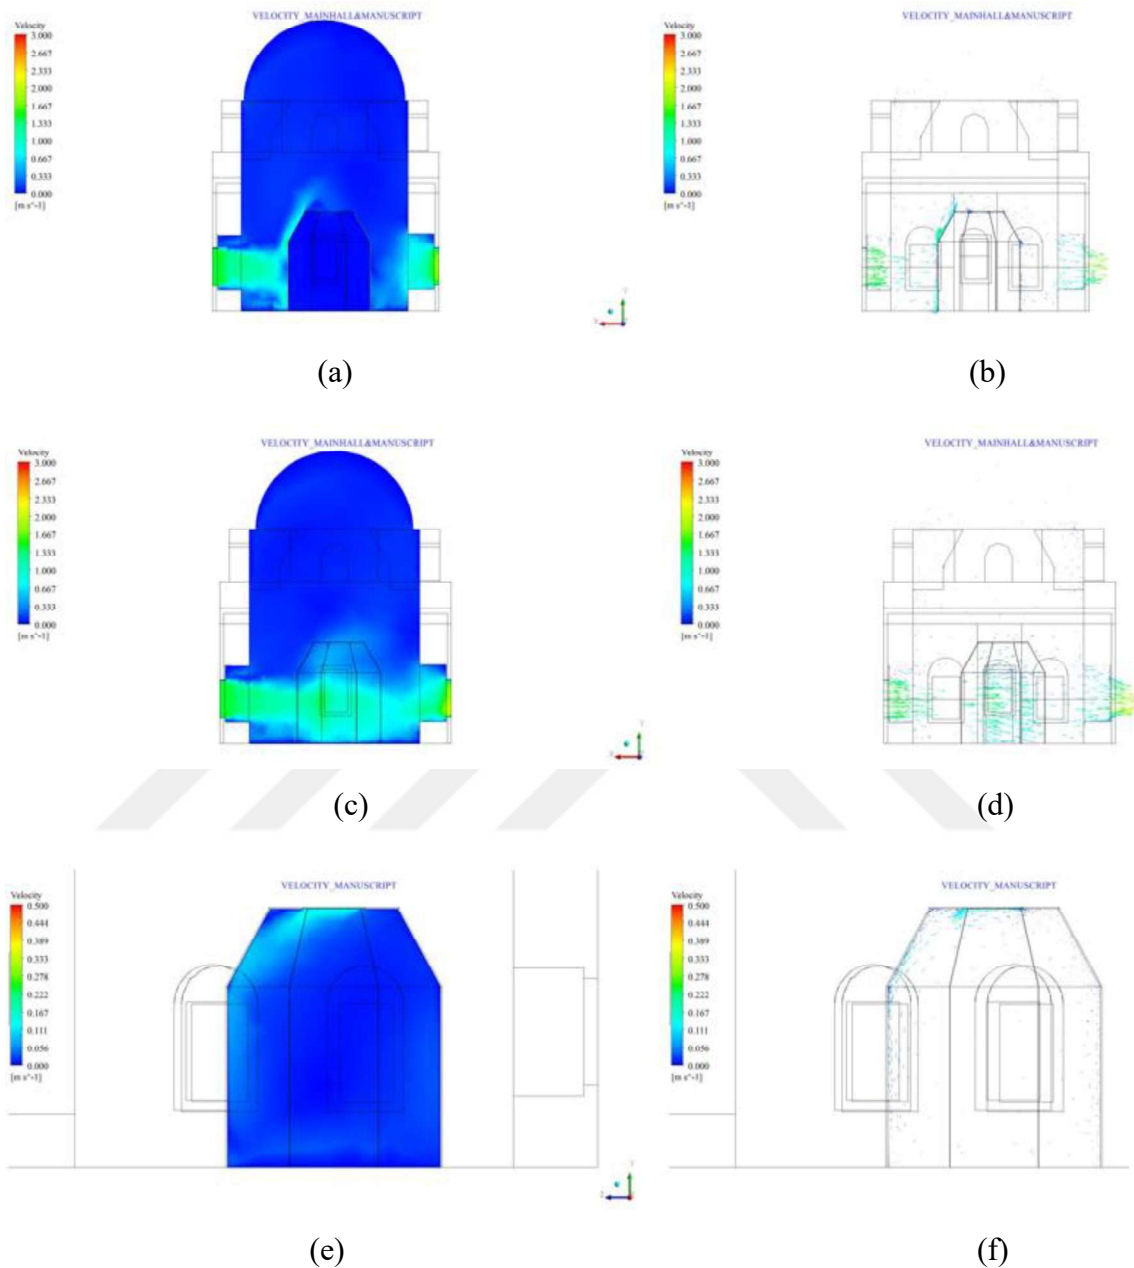 VELOCITY_MAINHALL&MANUSCRIPT
Velocity
3.000
2.667
2.333
2.000
1.667
1.333
1.000
0.667
0.333
0.000
[m s^-1]
(a)
VELOCITY_MAINHALL&MANUSCRIPT
Velocity
3.000
2.667
2.333
2.000
1.667
1.333
1.000
0.667
0.333
0.000
[m s^-1]
(b)
VELOCITY_MAINHALL&MANUSCRIPT
Velocity
3.000
2.667
2.333
2.000
1.667
1.333
1.000
0.667
0.333
0.000
[m s^-1]
(c)
VELOCITY_MAINHALL&MANUSCRIPT
Velocity
3.000
2.667
2.333
2.000
1.667
1.333
1.000
0.667
0.333
0.000
[m s^-1]
(d)
VELOCITY_MANUSCRIPT
Velocity
0.500
0.444
0.389
0.333
0.278
0.222
0.167
0.111
0.056
0.000
[m s^-1]
(e)
VELOCITY_MANUSCRIPT
Velocity
0.500
0.444
0.389
0.333
0.278
0.222
0.167
0.111
0.056
0.000
[m s^-1]
(f)